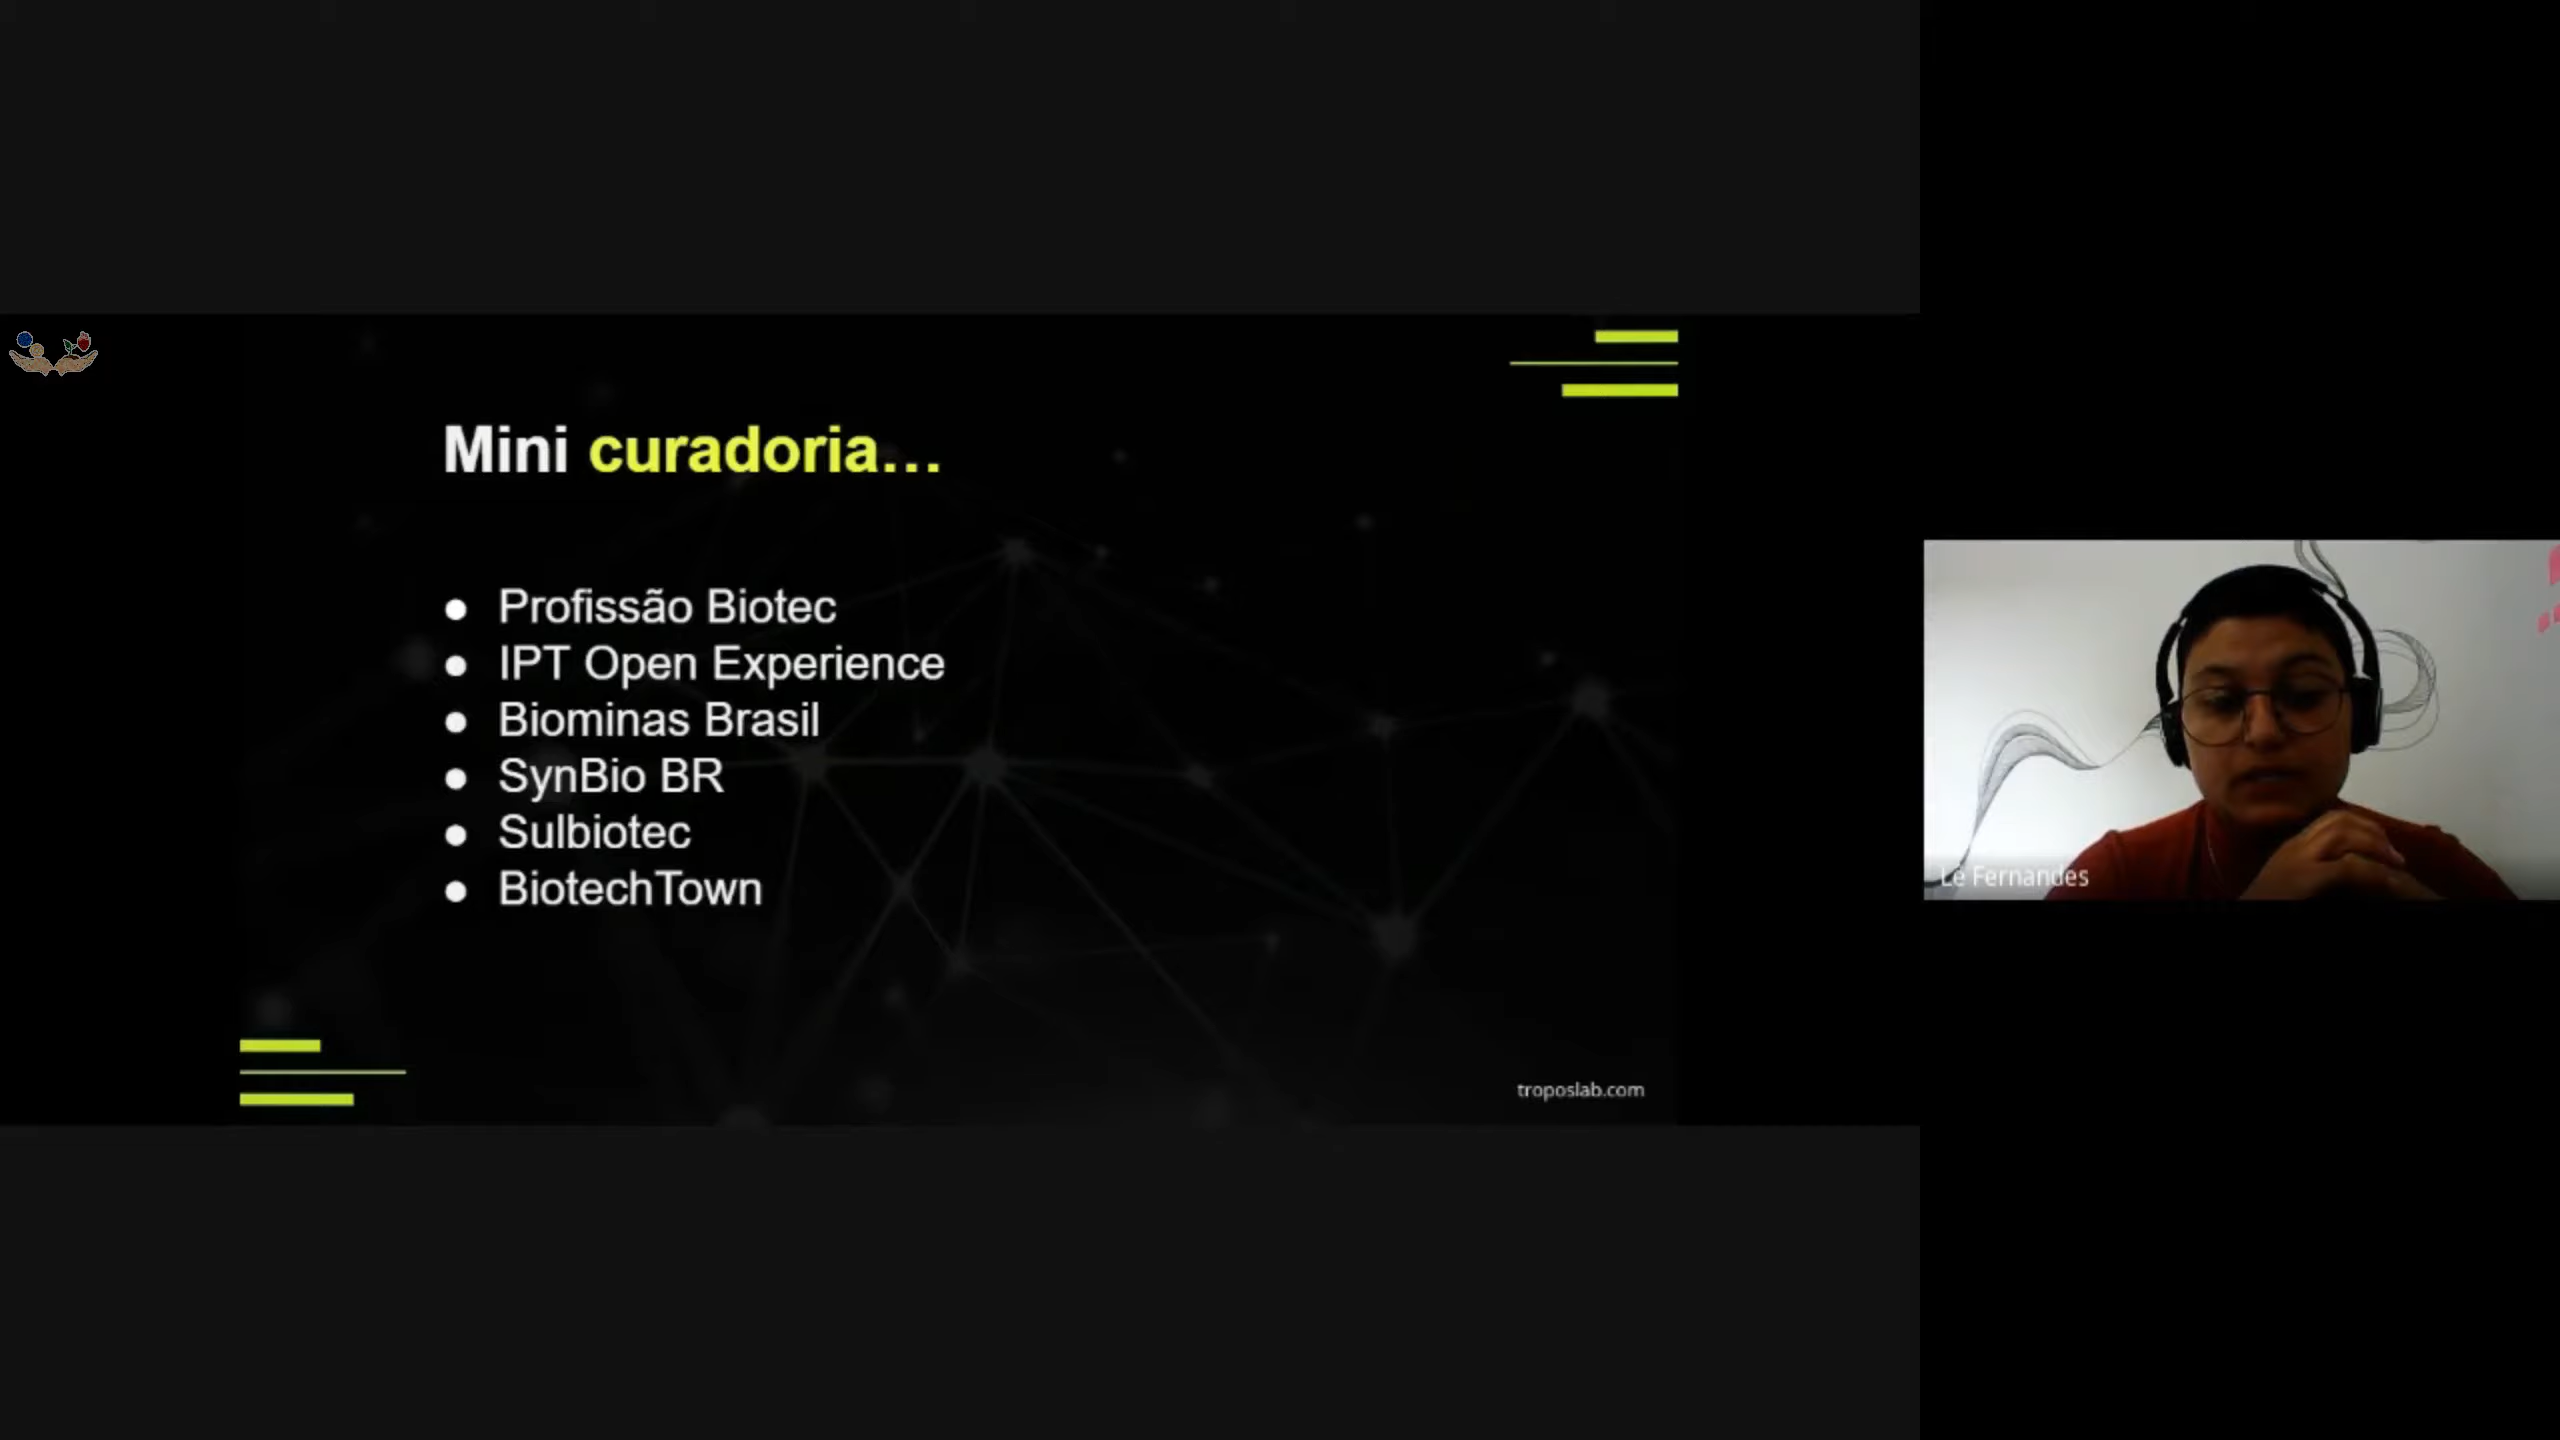 Mini curadoria...
● Profissão Biotec
● IPT Open Experience
● Biominas Brasil
● SynBio BR
● Sulbiotec
● BiotechTown
troposlab.com
Le Fernandes